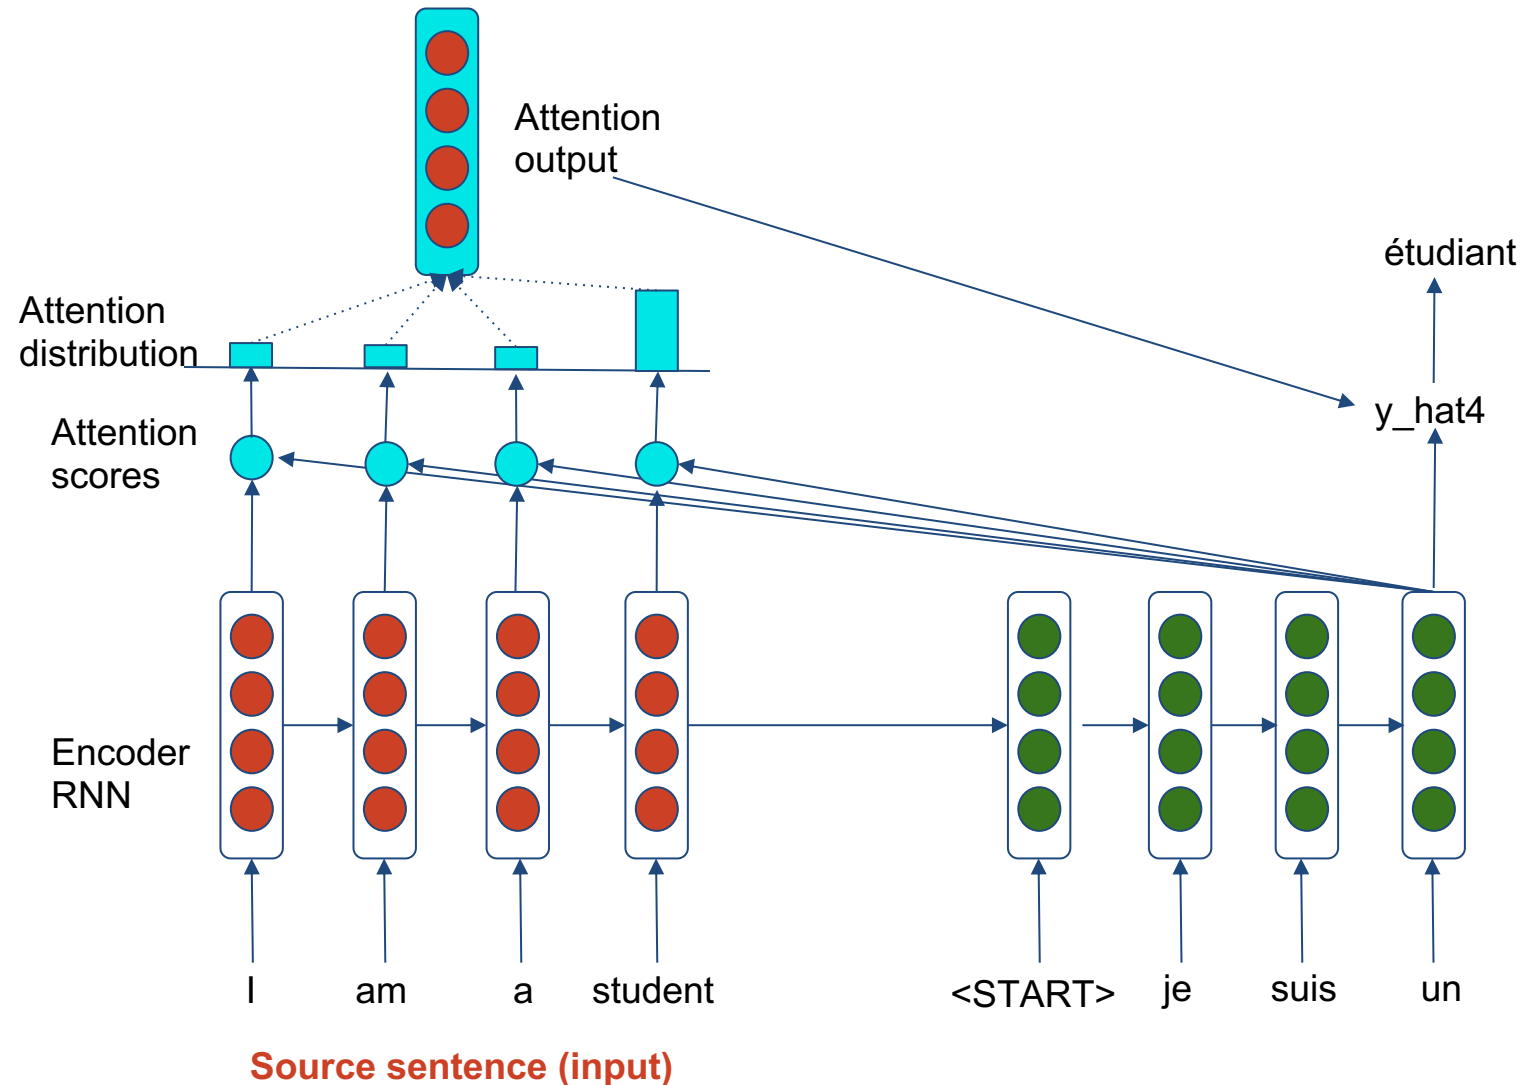 Attention
output
étudiant
Attention
distribution
y_hat4
Attention
scores
Encoder
RNN
I am a student <START> je suis un
Source sentence (input)